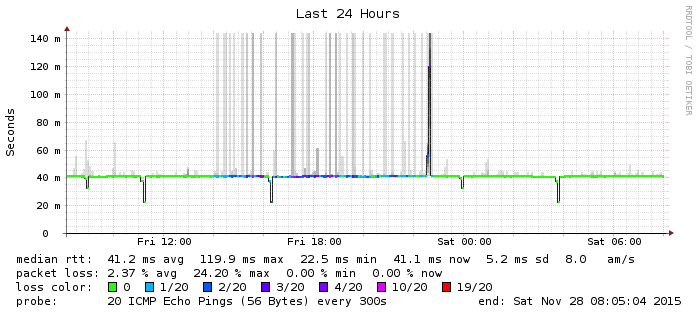 Last 24 Hours
RRDTOOL / TOBI OETIKER
Seconds
140 m
120 m
100 m
80 m
60 m
40 m
20 m
0
Fri 12:00 Fri 18:00 Sat 00:00 Sat 06:00
median rtt: 41.2 ms avg 119.9 ms max 22.5 ms min 41.1 ms now 5.2 ms sd 8.0 am/s
packet loss: 2.37 % avg 24.20 % max 0.00 % min 0.00 % now
loss color: 0 1/20 2/20 3/20 4/20 10/20 19/20
probe: 20 ICMP Echo Pings (56 Bytes) every 300s end: Sat Nov 28 08:05:04 2015